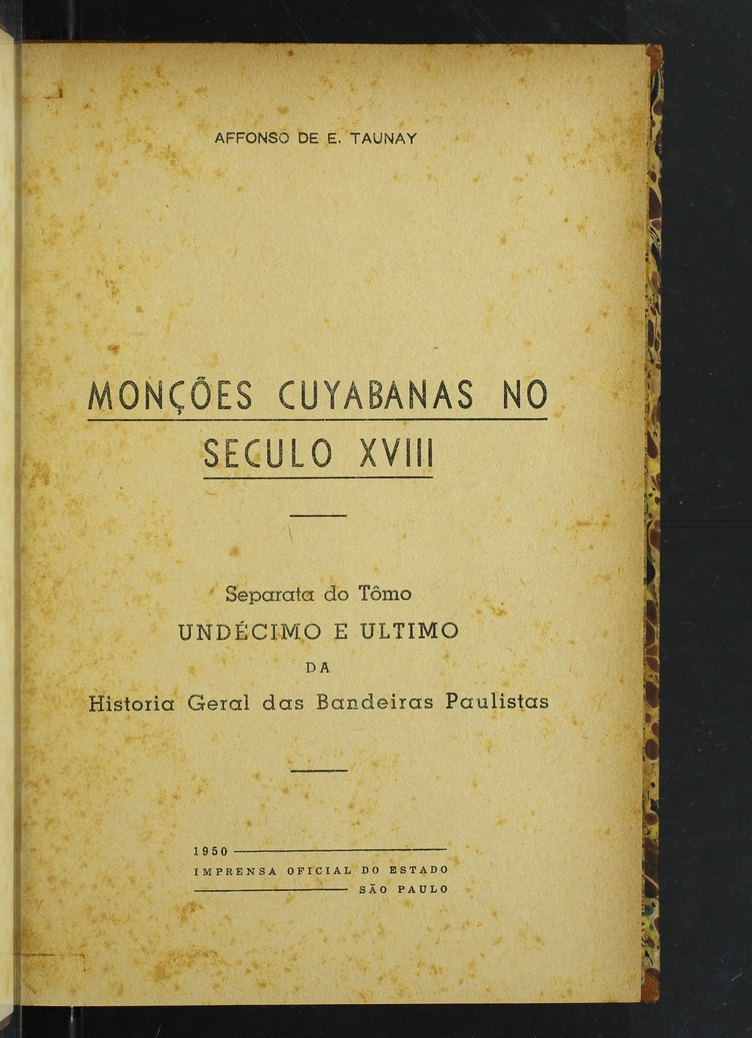 AFFONSO DE E. TAUNAY
MONÇÕES CUYABANAS NO
SECULO XVIII
Separata do Tômo
UNDÉCIMO E ULTIMO
DA
Historia Geral das Bandeiras Paulistas
1950
IMPRENSA OFICIAL DO ESTADO
SÃO PAULO